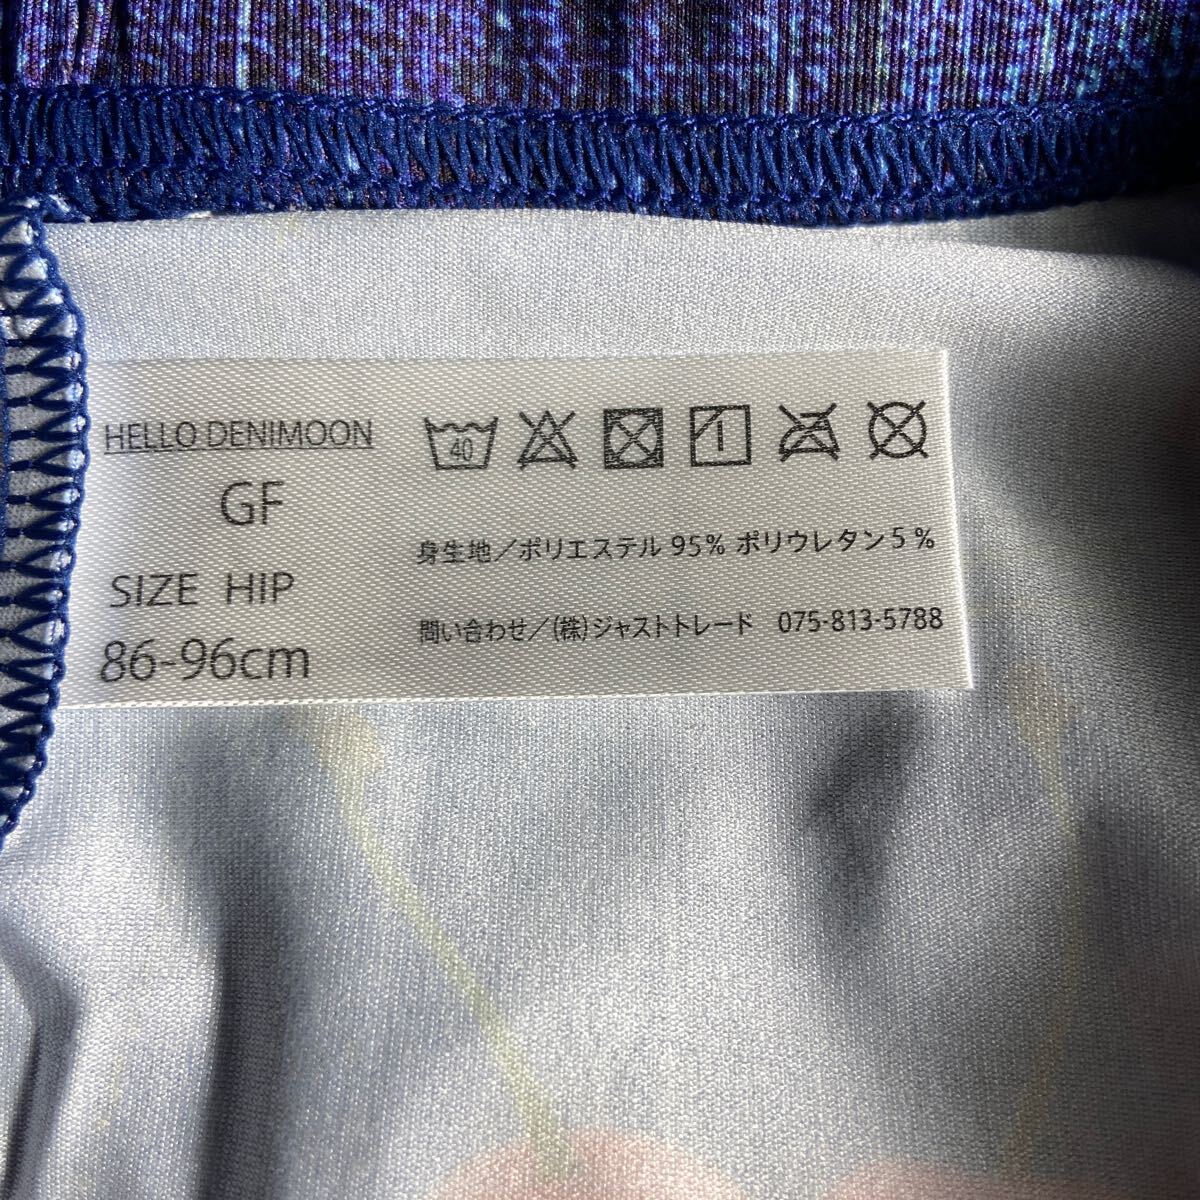 HELLO DENIMOON
GF
SIZE HIP
86-96cm
40
身生地／ポリエステル 95% ポリウレタン 5 %
問い合わせ／(株)ジャストトレード 075-813-5788